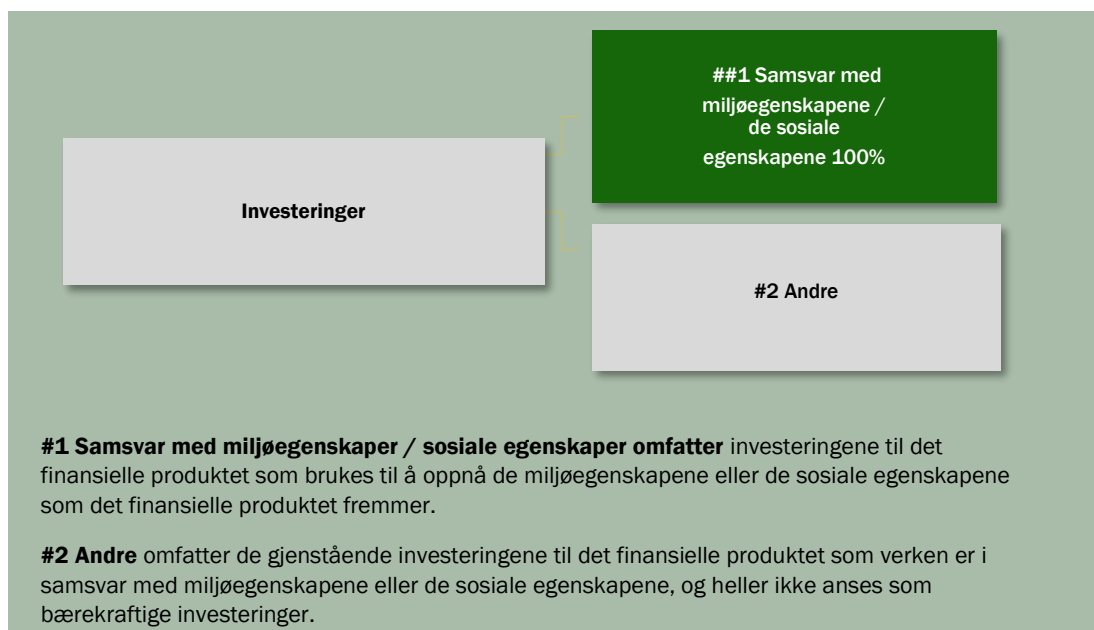 ##1 Samsvar med
miljøegenskapene /
de sosiale
egenskapene 100%
Investeringer
#2 Andre
#1 Samsvar med miljøegenskaper / sosiale egenskaper omfatter investeringene til det
finansielle produktet som brukes til å oppnå de miljøegenskapene eller de sosiale egenskapene
som det finansielle produktet fremmer.
#2 Andre omfatter de gjenstående investeringene til det finansielle produktet som verken er i
samsvar med miljøegenskapene eller de sosiale egenskapene, og heller ikke anses som
bærekraftige investeringer.